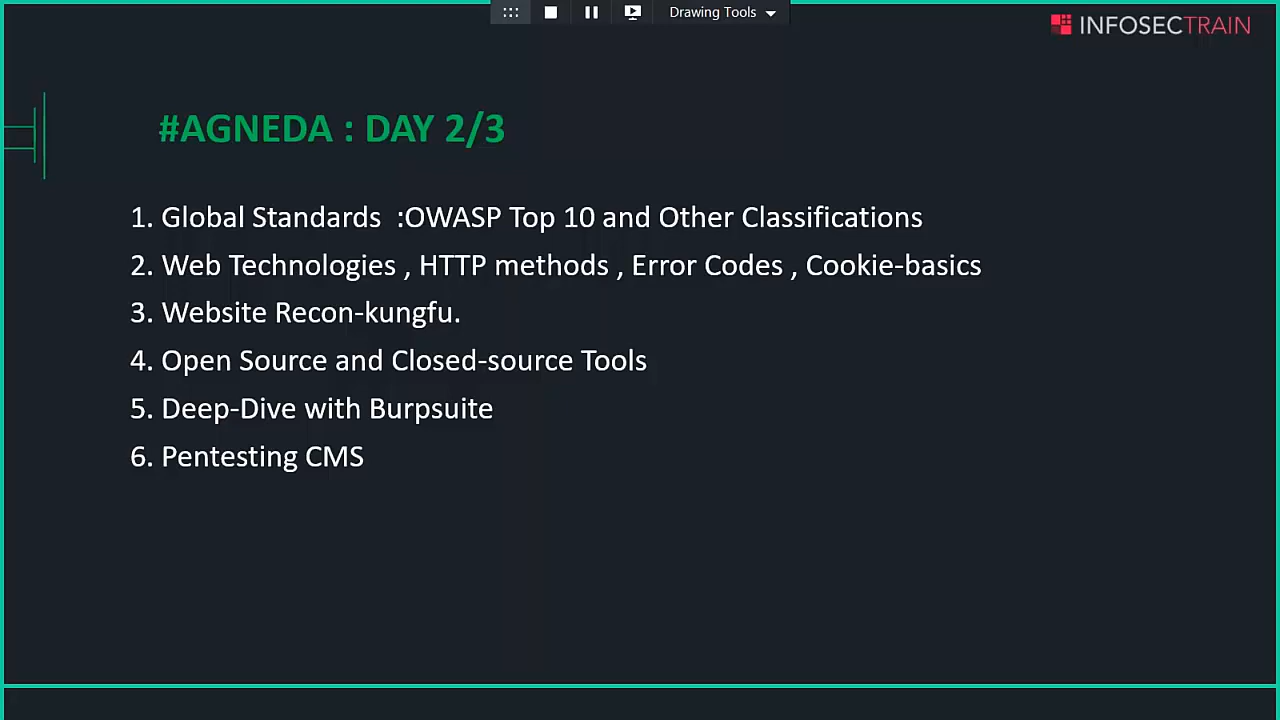 Drawing Tools
INFOSECTRAIN
#AGNEDA : DAY 2/3
1. Global Standards :OWASP Top 10 and Other Classifications
2. Web Technologies , HTTP methods , Error Codes , Cookie-basics
3. Website Recon-kungfu.
4. Open Source and Closed-source Tools
5. Deep-Dive with Burpsuite
6. Pentesting CMS